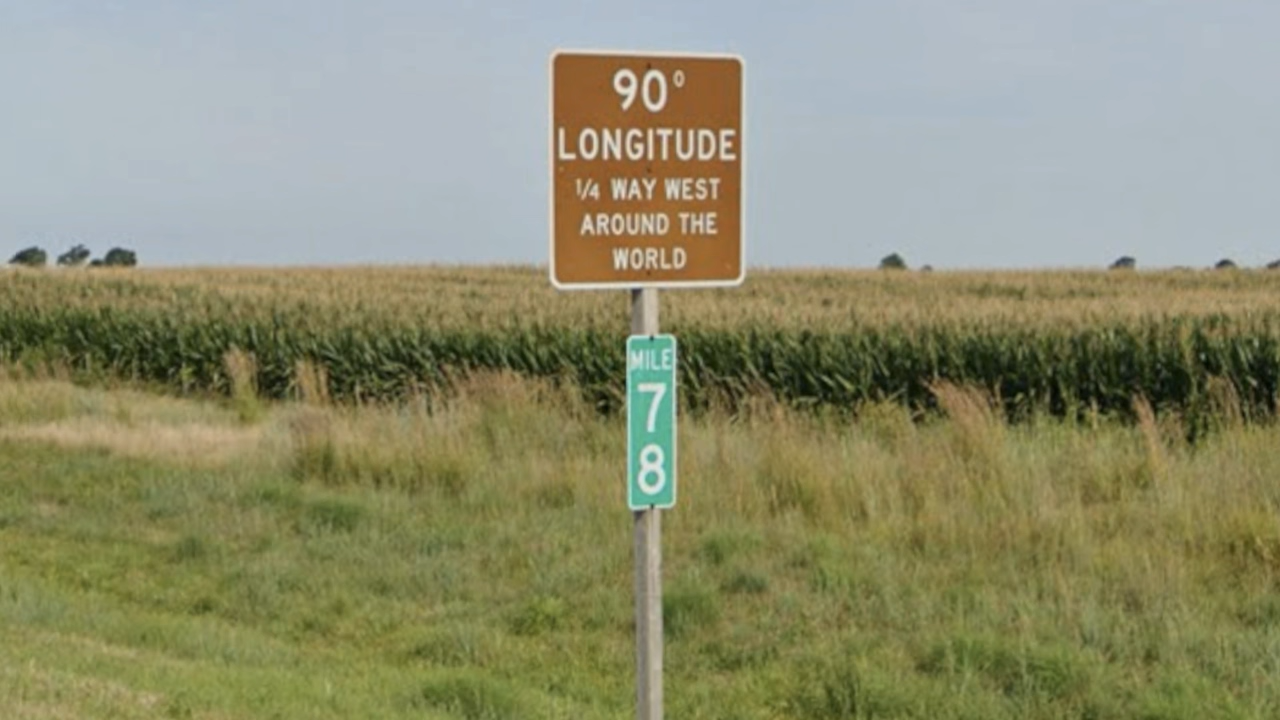 90°
LONGITUDE
1/4 WAY WEST
AROUND THE
WORLD
MILE
7
8